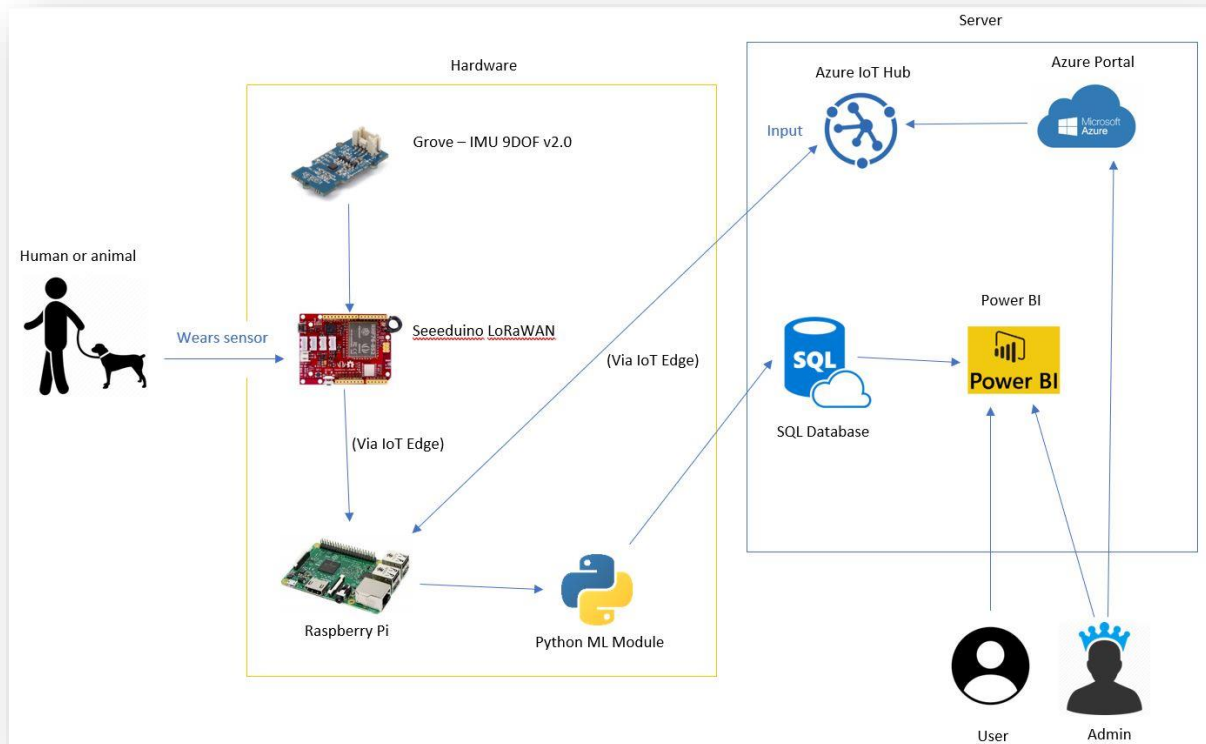 Server
Hardware
Azure IoT Hub
Azure Portal
Input
Microsoft
Azure
Grove – IMU 9DOF v2.0
Human or animal
Wears sensor
Seeeduino LoRaWAN
Power BI
Power BI
(Via IoT Edge)
SQL
SQL Database
(Via IoT Edge)
Raspberry Pi
Python ML Module
User
Admin